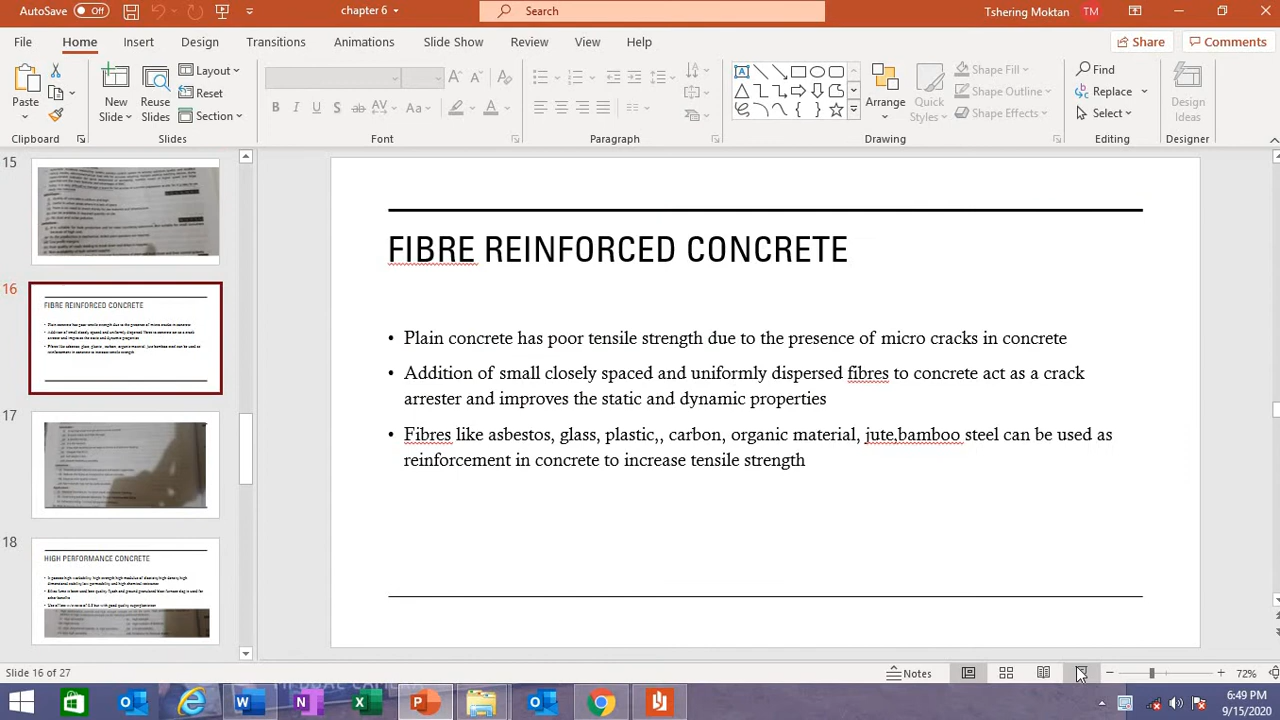 AutoSave Off chapter 6 Search Tshering Moktan TM
File Home Insert Design Transitions Animations Slide Show Review View Help Share Comments
Paste New Slide Reuse Slides Layout Reset Section Shape Fill Shape Outline Shape Effects Arrange Quick Styles Find Replace Select Design Ideas
Clipboard Slides Font Paragraph Drawing Editing Designer
15
16
FIBRE REINFORCED CONCRETE
17
18
HIGH PERFORMANCE CONCRETE
FIBRE REINFORCED CONCRETE
• Plain concrete has poor tensile strength due to the presence of micro cracks in concrete
• Addition of small closely spaced and uniformly dispersed fibres to concrete act as a crack
arrester and improves the static and dynamic properties
• Fibres like asbestos, glass, plastic,, carbon, organic material, jute,bamboo steel can be used as
reinforcement in concrete to increase tensile strength
Slide 16 of 27 Notes 72%
6:49 PM
9/15/2020